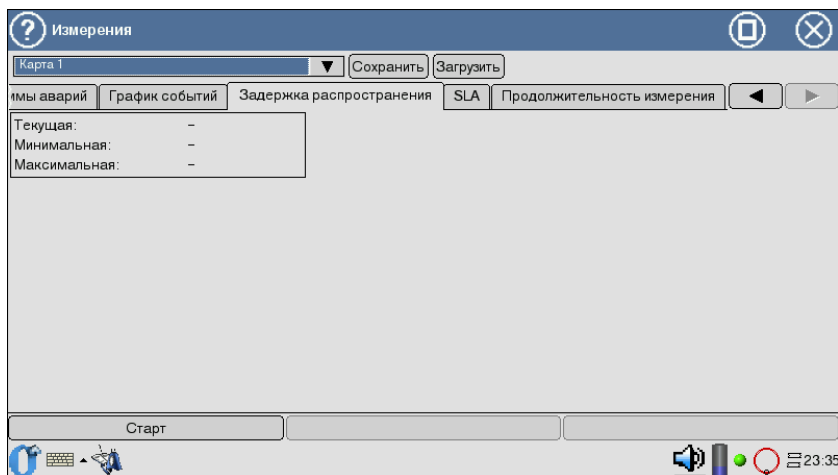 Измерения
Карта 1 Сохранить Загрузить
имы аварий График событий Задержка распространения SLA Продолжительность измерения
Текущая: –
Минимальная: –
Максимальная: –
Старт
23:35